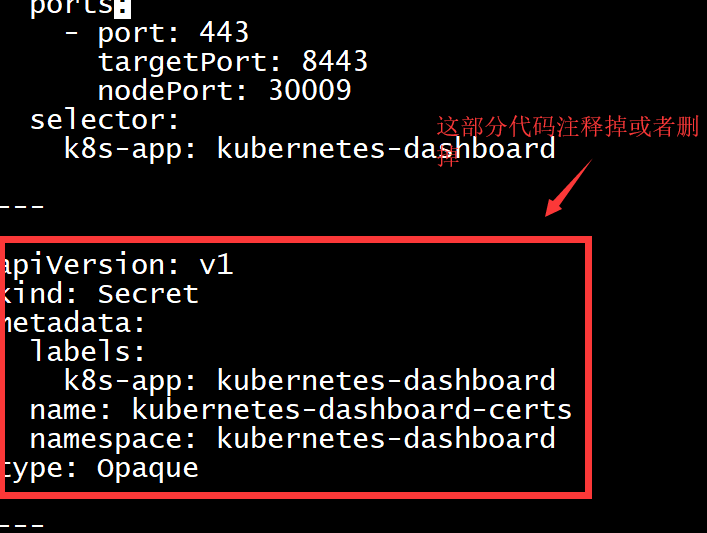 ports:
- port: 443
targetPort: 8443
nodePort: 30009
selector:
k8s-app: kubernetes-dashboard
这部分代码注释掉或者删
掉
---
apiVersion: v1
kind: Secret
metadata:
labels:
k8s-app: kubernetes-dashboard
name: kubernetes-dashboard-certs
namespace: kubernetes-dashboard
type: Opaque
---